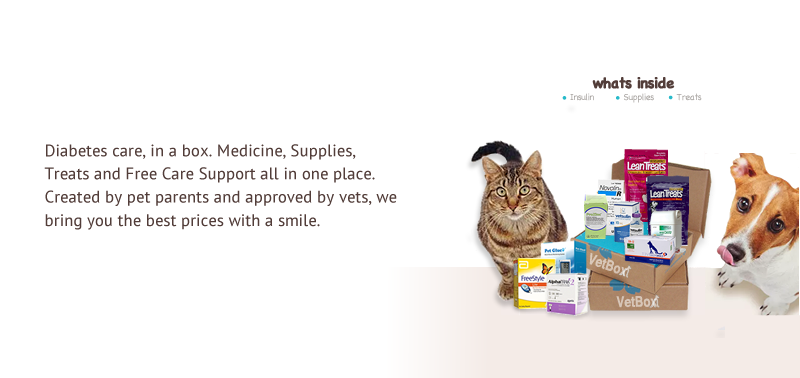 whats inside
Insulin Supplies Treats
Diabetes care, in a box. Medicine, Supplies,
Treats and Free Care Support all in one place.
Created by pet parents and approved by vets, we
bring you the best prices with a smile.
LeanTreats
LeanTreats
Novolin
R
vetsulin
Pet Gluc
FreeStyle
AlphaTRAK 2
VetBox!
VetBox!